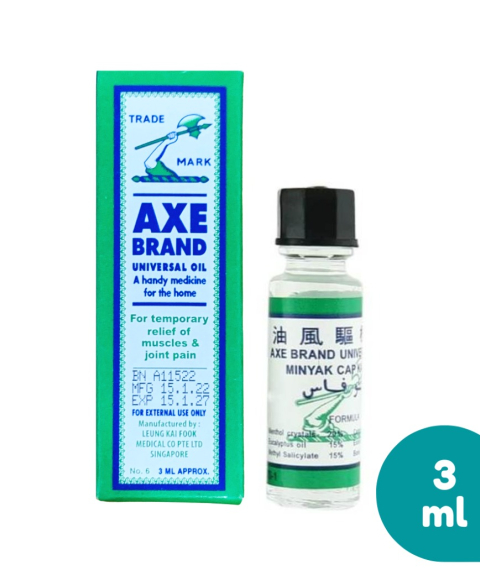 TRADE
MARK
AXE
BRAND
UNIVERSAL OIL
A handy medicine
for the home
For temporary
relief of
muscles &
joint pain
BN A11522
MFG 15.1.22
EXP 15.1.27
FOR EXTERNAL USE ONLY
Manufactured by :
LEUNG KAI FOOK
MEDICAL CO PTE LTD
SINGAPORE
No. 6 3 ML APPROX.
油風驅
AXE BRAND
MINYAK CAP
FORMULA
Menthol crystals
Eucalyptus oil 15%
Methyl Salicylate 15%
3
ml